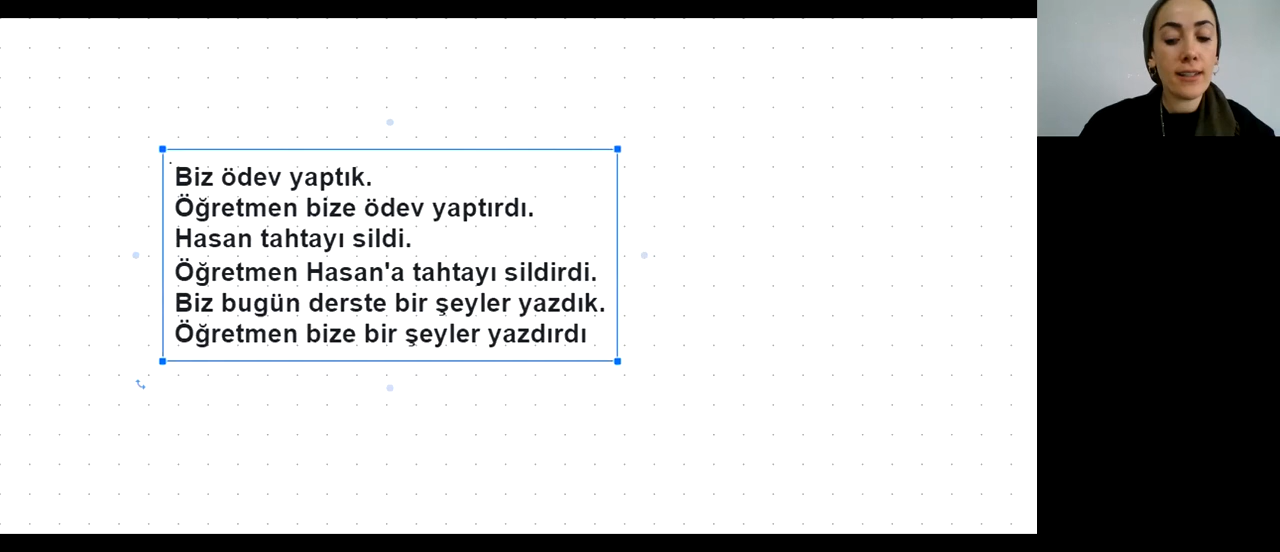 Biz ödev yaptık.
Öğretmen bize ödev yaptırdı.
Hasan tahtayı sildi.
Öğretmen Hasan'a tahtayı sildirdi.
Biz bugün derste bir şeyler yazdık.
Öğretmen bize bir şeyler yazdırdı